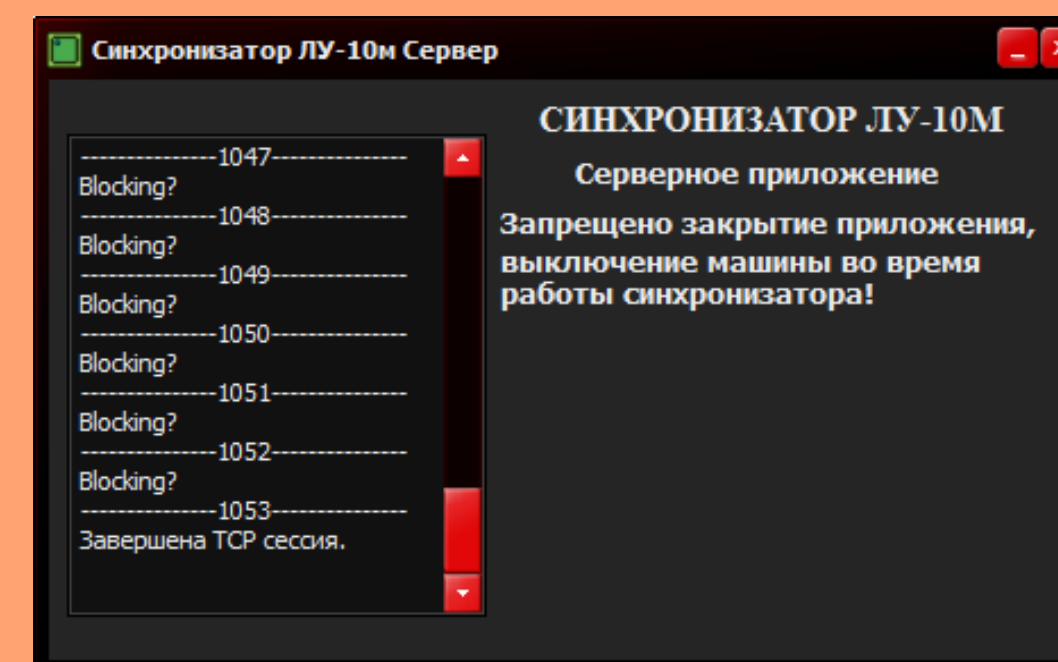 Синхронизатор ЛУ-10м Сервер
---------------1047---------------
Blocking?
---------------1048---------------
Blocking?
---------------1049---------------
Blocking?
---------------1050---------------
Blocking?
---------------1051---------------
Blocking?
---------------1052---------------
Blocking?
---------------1053---------------
Завершена TCP сессия.
СИНХРОНИЗАТОР ЛУ-10М
Серверное приложение
Запрещено закрытие приложения,
выключение машины во время
работы синхронизатора!